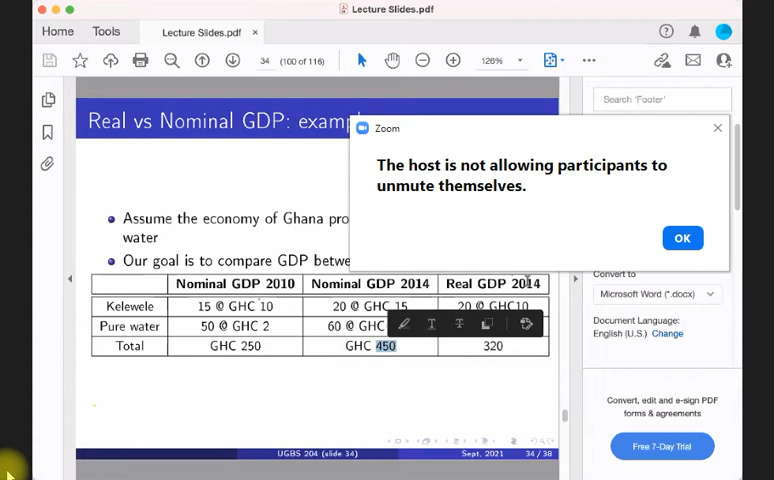 Lecture Slides.pdf
Home
Tools
Lecture Slides.pdf ×
34 (100 of 116)
126%
Real vs Nominal GDP: examp
Search 'Footer'
Zoom
The host is not allowing participants to
unmute themselves.
OK
Assume the economy of Ghana pro
water
Our goal is to compare GDP betwe
Nominal GDP 2010 Nominal GDP 2014 Real GDP 2014
Kelewele 15 @ GHC 10 20 @ GHC 15 20 @ GHC10
Pure water 50 @ GHC 2 60 @ GHC
Total GHC 250 GHC 450 320
Convert to
Microsoft Word (*.docx)
Document Language:
English (U.S.) Change
Convert, edit and e-sign PDF
forms & agreements
Free 7-Day Trial
UGBS 204 (slide 34) Sept, 2021 34 / 38